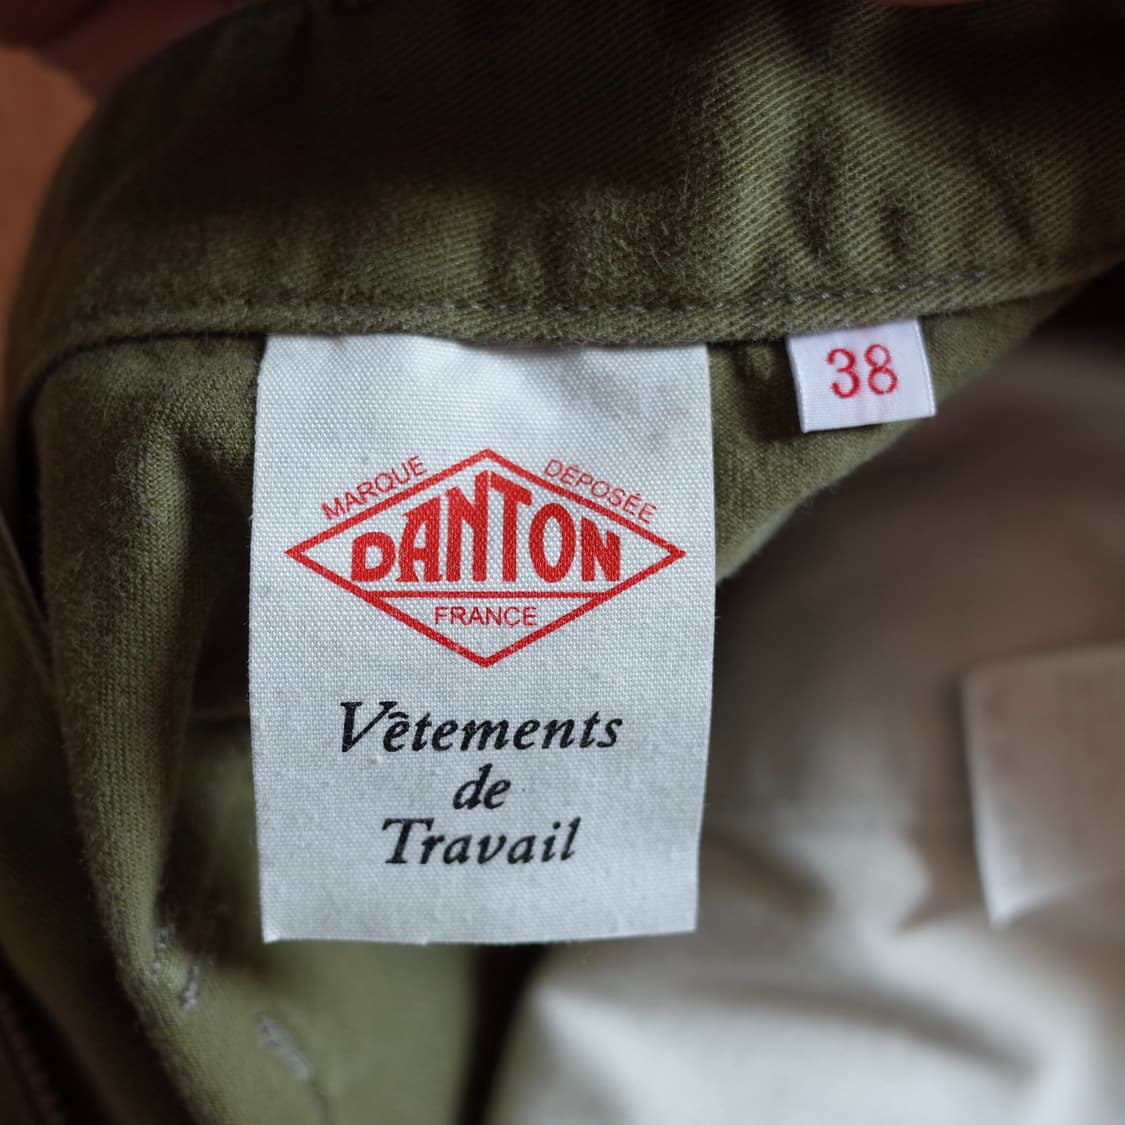 38
MARQUE DÉPOSÉE
DANTON
FRANCE
Vêtements
de
Travail